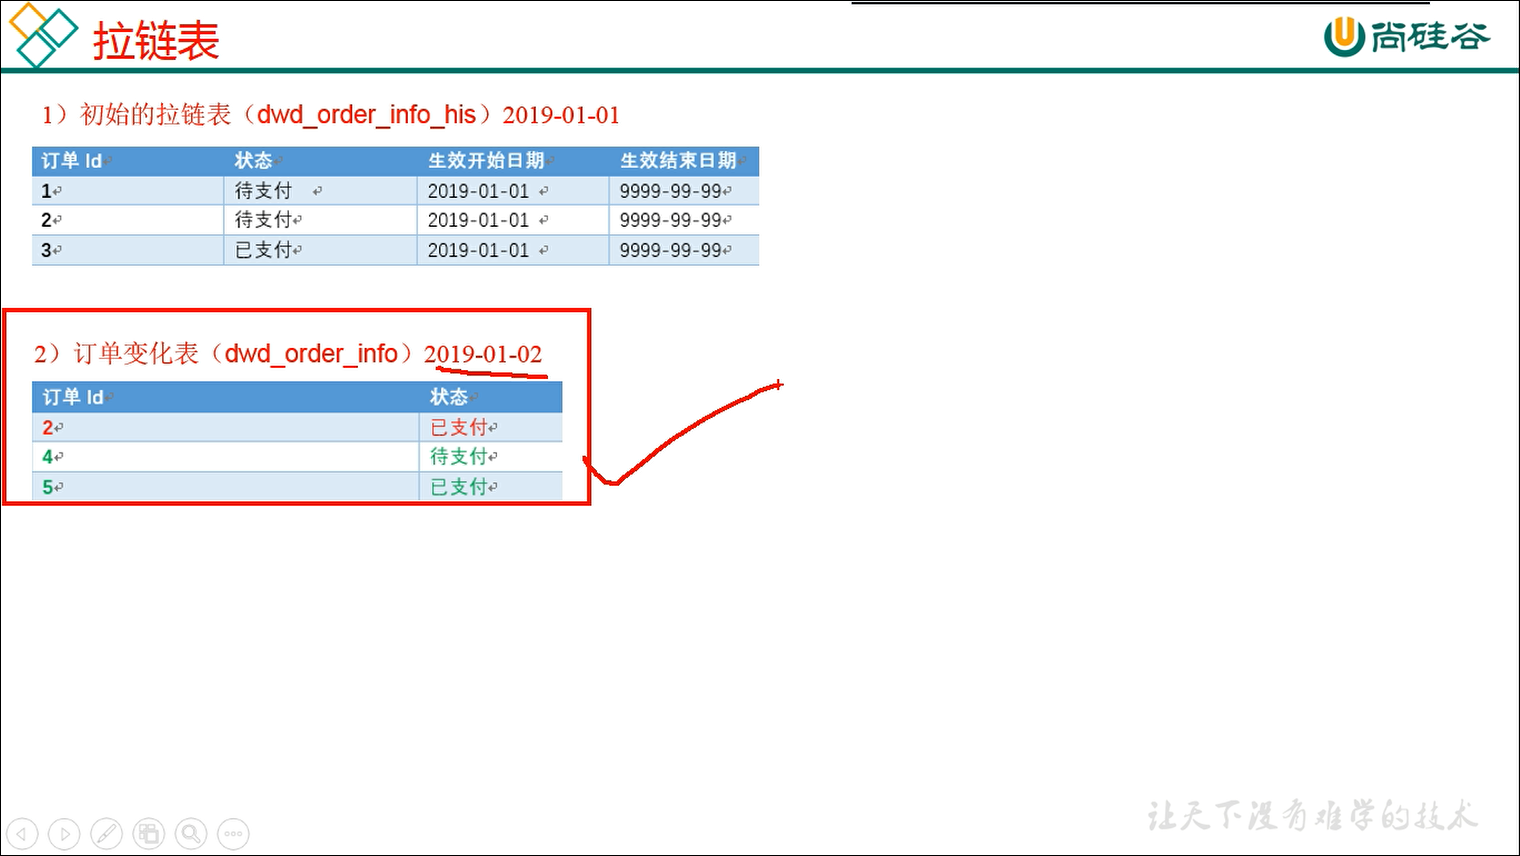 拉链表
尚硅谷
1）初始的拉链表（dwd_order_info_his）2019-01-01
订单 Id 状态 生效开始日期 生效结束日期
1 待支付 2019-01-01 9999-99-99
2 待支付 2019-01-01 9999-99-99
3 已支付 2019-01-01 9999-99-99
2）订单变化表（dwd_order_info）2019-01-02
订单 Id 状态
2 已支付
4 待支付
5 已支付
让天下没有难学的技术